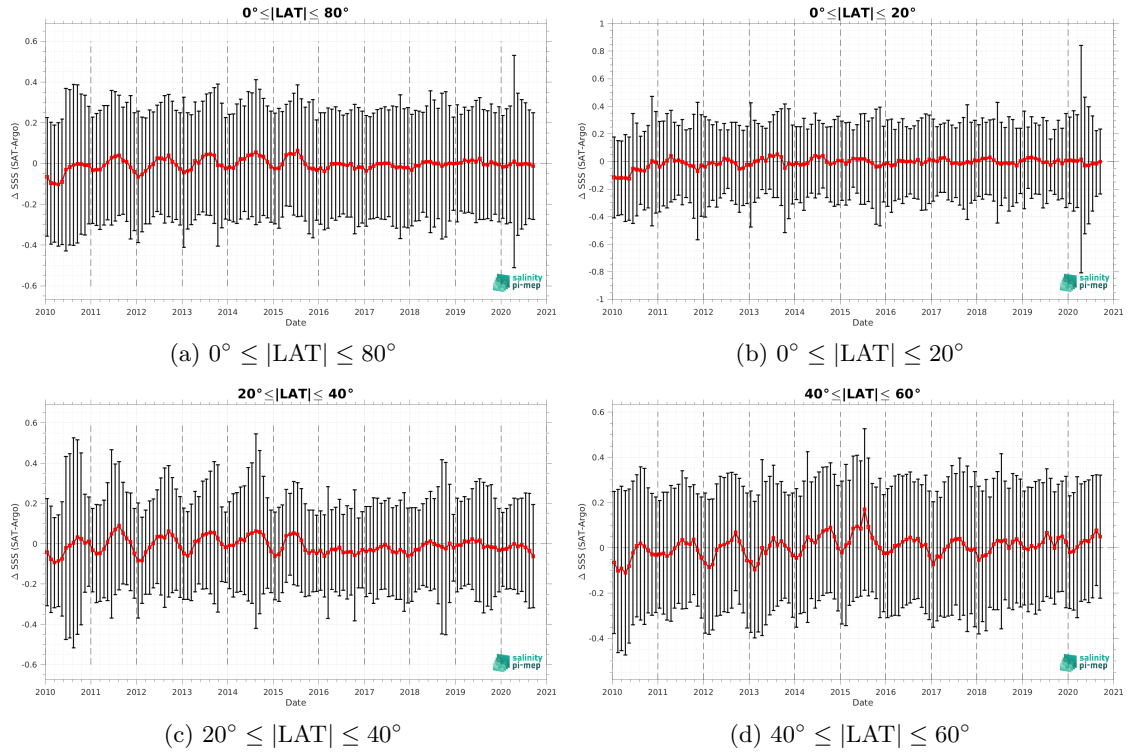 0°≤|LAT|≤ 80°
Δ SSS (SAT-Argo)
0.6
0.4
0.2
0
-0.2
-0.4
-0.6
2010 2011 2012 2013 2014 2015 2016 2017 2018 2019 2020 2021
Date
salinity
pi-mep
(a) 0° ≤ |LAT| ≤ 80°
0°≤|LAT|≤ 20°
Δ SSS (SAT-Argo)
1
0.8
0.6
0.4
0.2
0
-0.2
-0.4
-0.6
-0.8
-1
2010 2011 2012 2013 2014 2015 2016 2017 2018 2019 2020 2021
Date
salinity
pi-mep
(b) 0° ≤ |LAT| ≤ 20°
20°≤|LAT|≤ 40°
Δ SSS (SAT-Argo)
0.6
0.4
0.2
0
-0.2
-0.4
-0.6
2010 2011 2012 2013 2014 2015 2016 2017 2018 2019 2020 2021
Date
salinity
pi-mep
(c) 20° ≤ |LAT| ≤ 40°
40°≤|LAT|≤ 60°
Δ SSS (SAT-Argo)
0.6
0.4
0.2
0
-0.2
-0.4
2010 2011 2012 2013 2014 2015 2016 2017 2018 2019 2020 2021
Date
salinity
pi-mep
(d) 40° ≤ |LAT| ≤ 60°